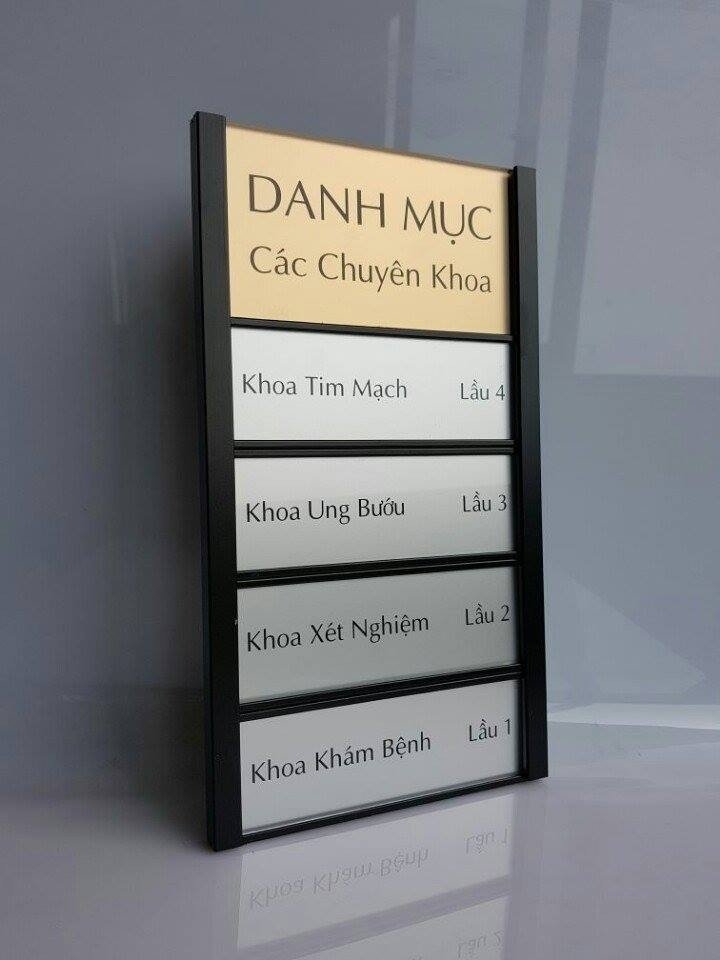 DANH MỤC
Các Chuyên Khoa
Khoa Tim Mạch Lầu 4
Khoa Ung Bướu Lầu 3
Khoa Xét Nghiệm Lầu 2
Khoa Khám Bệnh Lầu 1